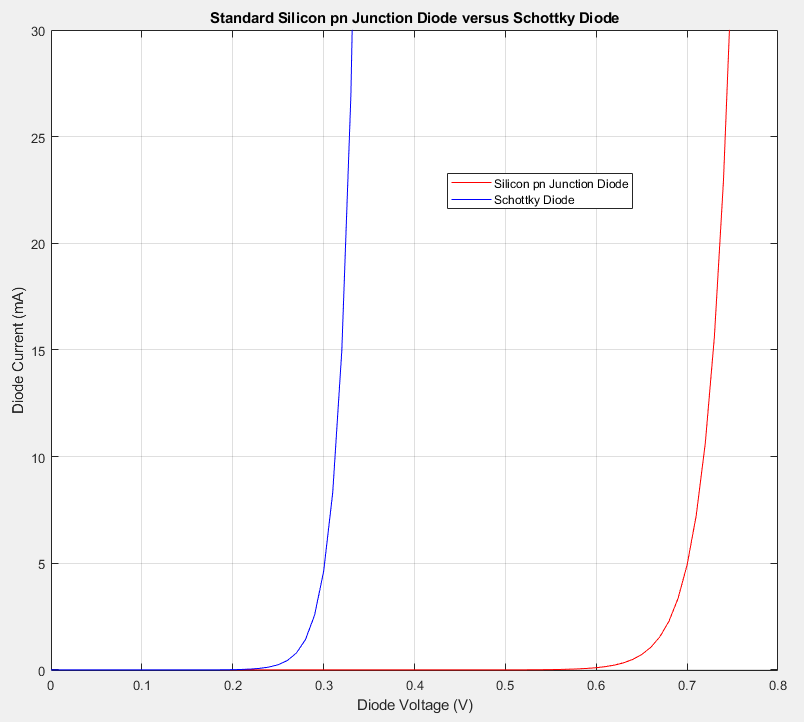 Standard Silicon pn Junction Diode versus Schottky Diode
30
25
20
15
10
5
0
Diode Current (mA)
Silicon pn Junction Diode
Schottky Diode
0 0.1 0.2 0.3 0.4 0.5 0.6 0.7 0.8
Diode Voltage (V)